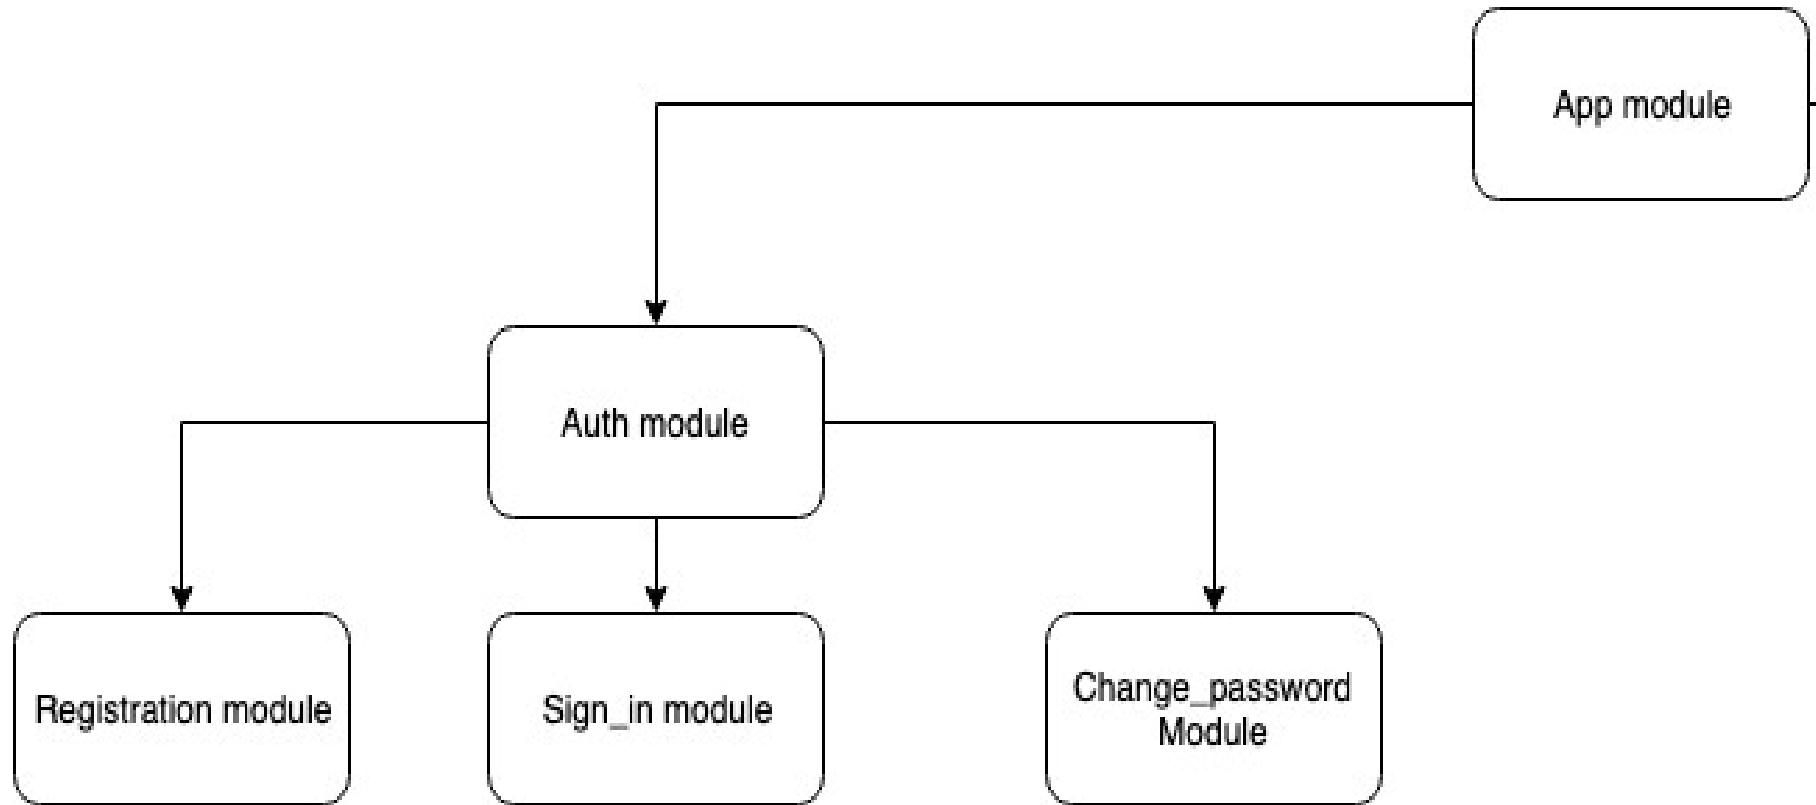 App module
Auth module
Registration module
Sign_in module
Change_password
Module